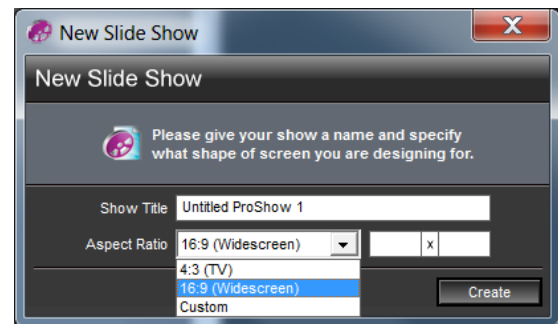 New Slide Show
New Slide Show
Please give your show a name and specify
what shape of screen you are designing for.
Show Title Untitled ProShow 1
Aspect Ratio 16:9 (Widescreen) x
4:3 (TV)
16:9 (Widescreen)
Custom
Create